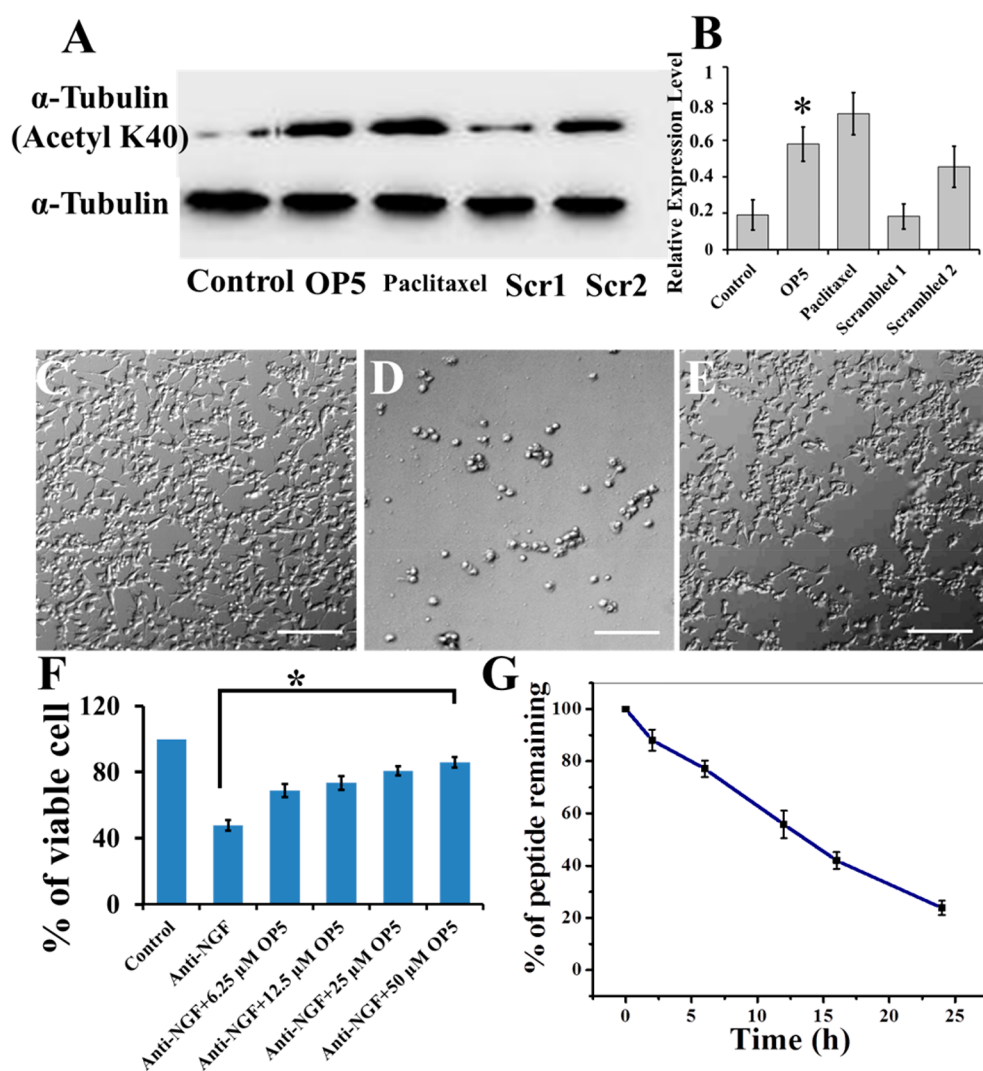 A
α-Tubulin
(Acetyl K40)
α-Tubulin
Control OP5 Paclitaxel Scr1 Scr2
B
Relative Expression Level
1
0.8
0.6
0.4
0.2
0
*
Control
OP5
Paclitaxel
Scrambled 1
Scrambled 2
C
D
E
F
% of viable cell
120
80
40
0
*
Control
Anti-NGF
Anti-NGF+6.25 μM OP5
Anti-NGF+12.5 μM OP5
Anti-NGF+25 μM OP5
Anti-NGF+50 μM OP5
G
% of peptide remaining
100
80
60
40
20
0
0 5 10 15 20 25
Time (h)